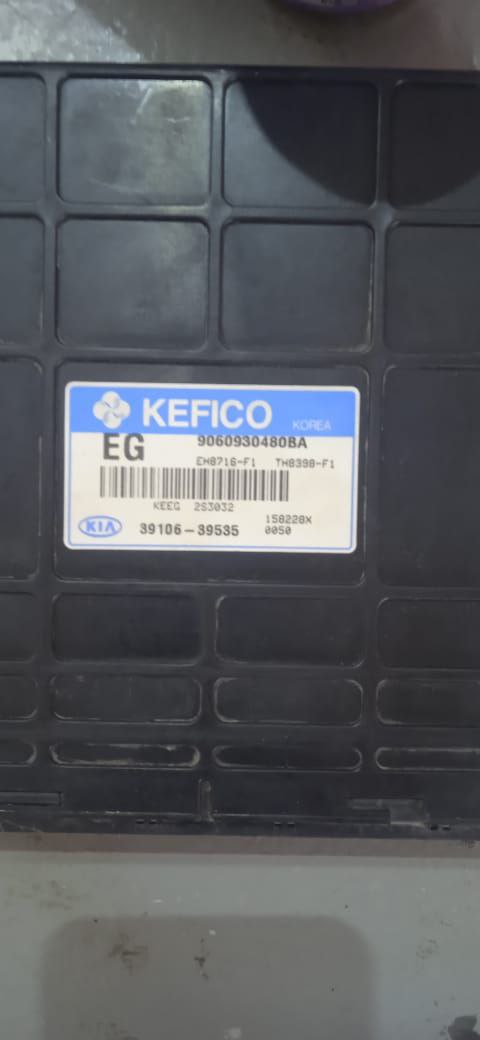 KEFICO KOREA
EG 9060930480BA
EH8716-F1 TH8398-F1
KEEG 2S3032
KIA 39106-39535 158228X
0050